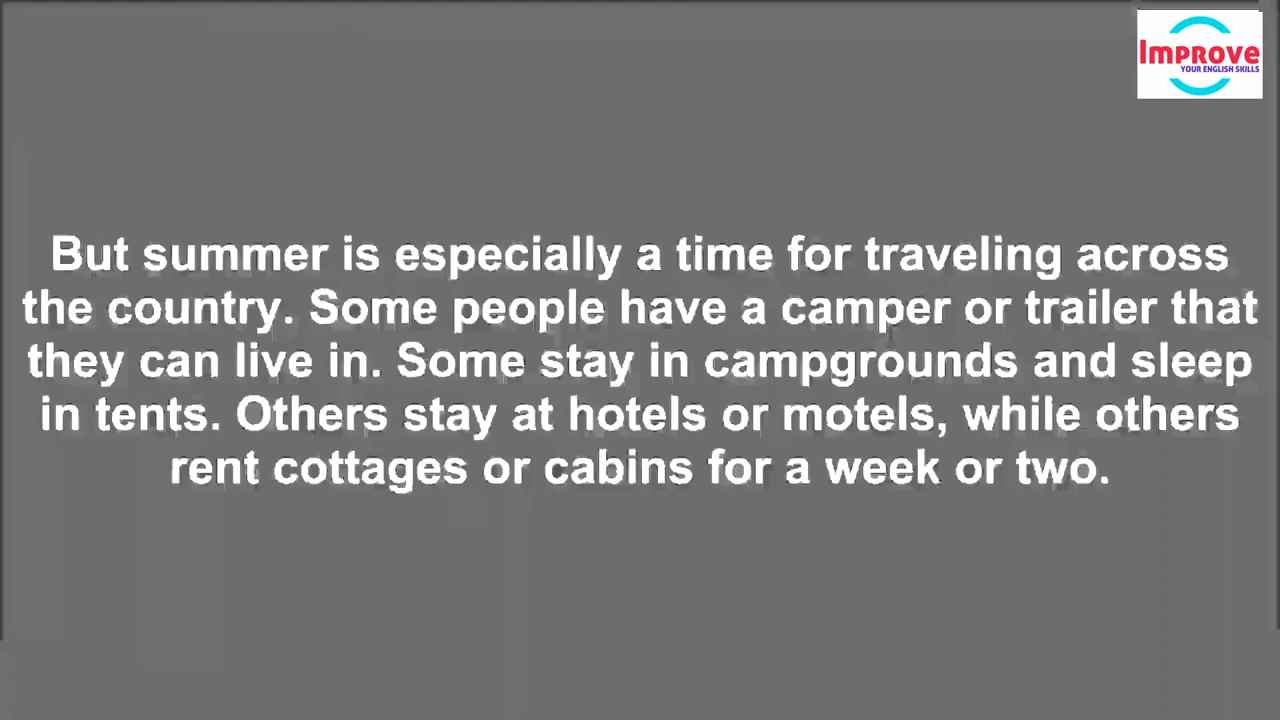 Improve
YOUR ENGLISH SKILLS
But summer is especially a time for traveling across
the country. Some people have a camper or trailer that
they can live in. Some stay in campgrounds and sleep
in tents. Others stay at hotels or motels, while others
rent cottages or cabins for a week or two.